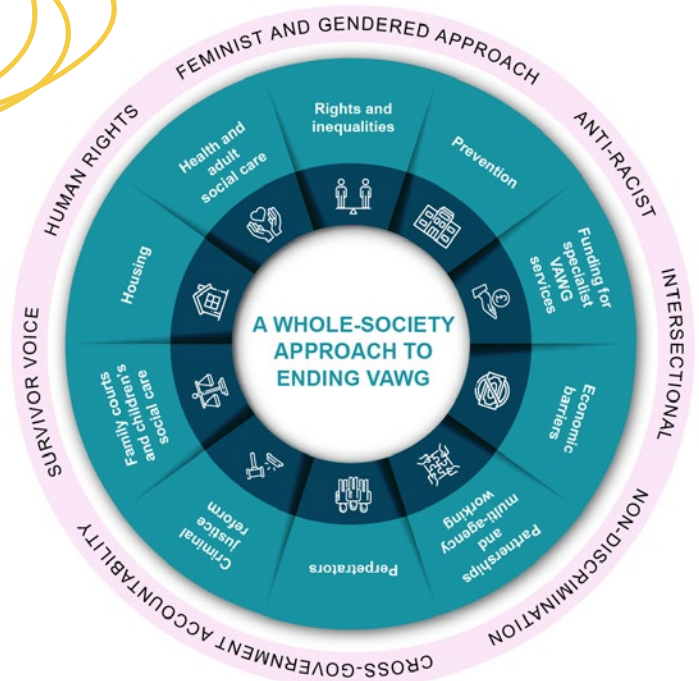 FEMINIST AND GENDERED APPROACH
ANTI-RACIST
INTERSECTIONAL
NON-DISCRIMINATION
CROSS-GOVERNMENT ACCOUNTABILITY
SURVIVOR VOICE
HUMAN RIGHTS
Rights and
inequalities
Prevention
Funding for
specialist
VAWG
services
Economic
barriers
Partnerships
and
multi-agency
working
Perpetrators
Criminal
justice
reform
Family courts
and children's
social care
Housing
Health and
adult
social care
A WHOLE-SOCIETY
APPROACH TO
ENDING VAWG